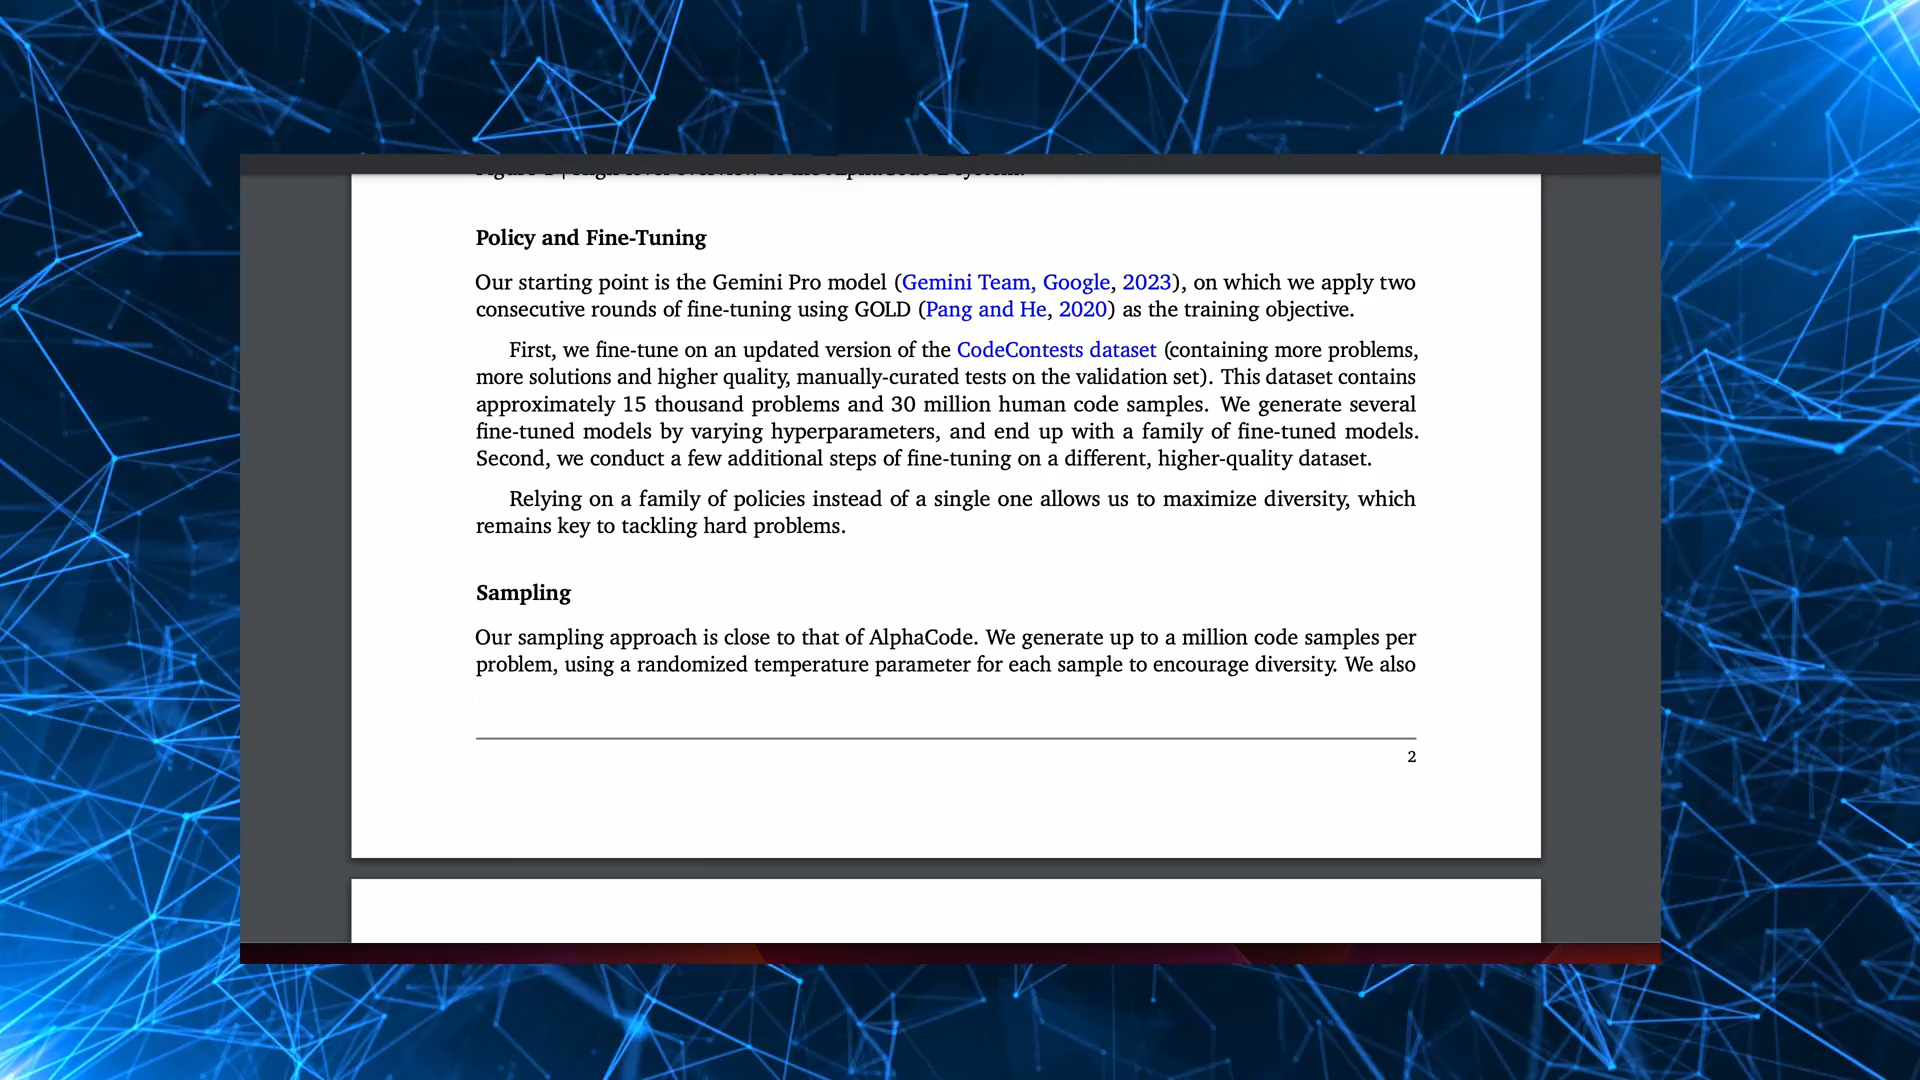 Policy and Fine-Tuning
Our starting point is the Gemini Pro model (Gemini Team, Google, 2023), on which we apply two
consecutive rounds of fine-tuning using GOLD (Pang and He, 2020) as the training objective.
First, we fine-tune on an updated version of the CodeContests dataset (containing more problems,
more solutions and higher quality, manually-curated tests on the validation set). This dataset contains
approximately 15 thousand problems and 30 million human code samples. We generate several
fine-tuned models by varying hyperparameters, and end up with a family of fine-tuned models.
Second, we conduct a few additional steps of fine-tuning on a different, higher-quality dataset.
Relying on a family of policies instead of a single one allows us to maximize diversity, which
remains key to tackling hard problems.
Sampling
Our sampling approach is close to that of AlphaCode. We generate up to a million code samples per
problem, using a randomized temperature parameter for each sample to encourage diversity. We also
2